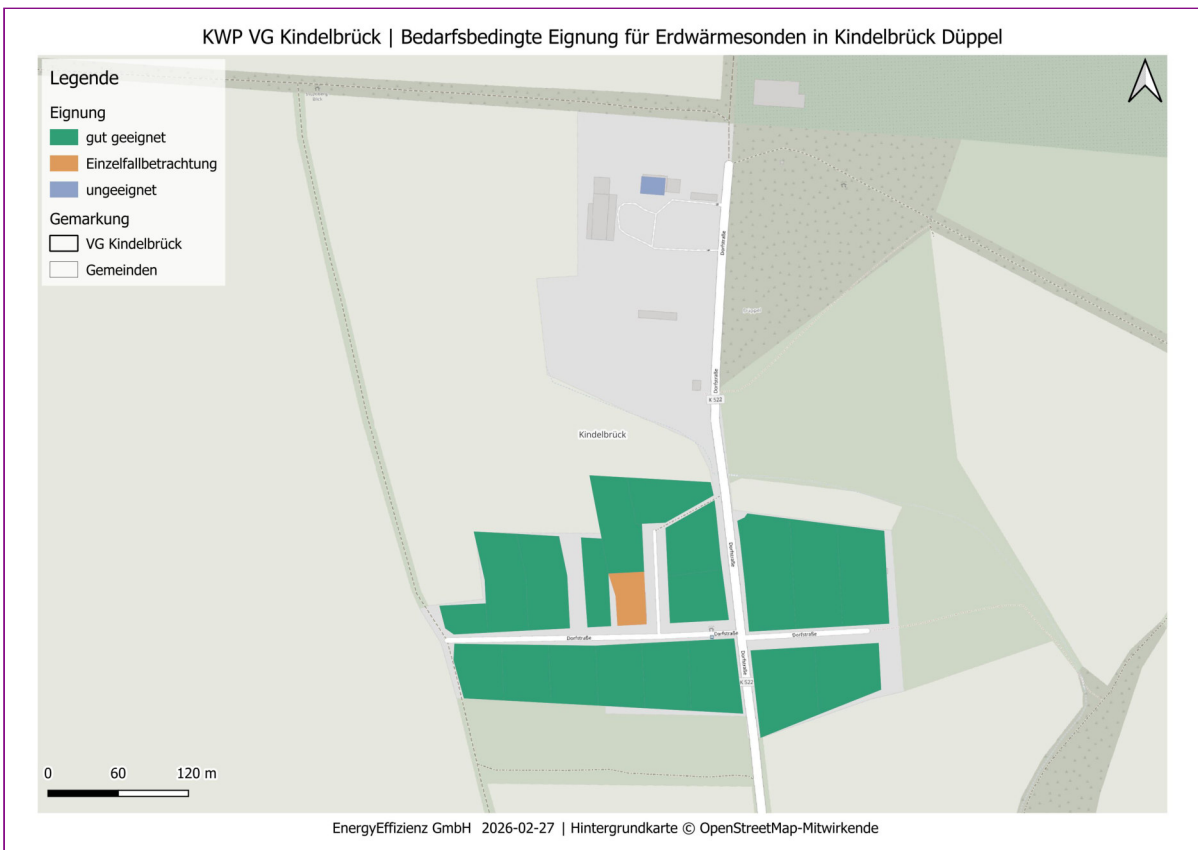 KWP VG Kindelbrück | Bedarfsbedingte Eignung für Erdwärmesonden in Kindelbrück Düppel
Legende
Eignung
gut geeignet
Einzelfallbetrachtung
ungeeignet
Gemarkung
VG Kindelbrück
Gemeinden
Dorfstraße
Dorfstraße
K 522
Kindelbrück
Dorfstraße
Dorfstraße
Dorfstraße
Dorfstraße
Dorfstraße
K 522
0 60 120 m
EnergyEffizienz GmbH 2026-02-27 | Hintergrundkarte © OpenStreetMap-Mitwirkende